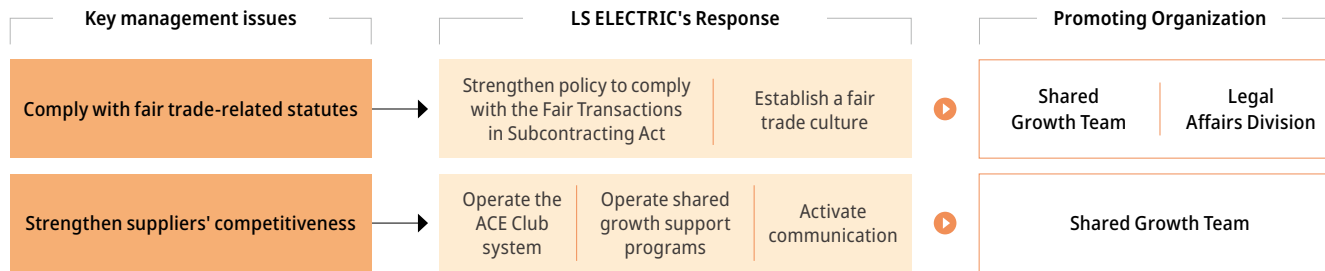 Key management issues
LS ELECTRIC's Response
Promoting Organization
Comply with fair trade-related statutes
Strengthen policy to comply
with the Fair Transactions
in Subcontracting Act
Establish a fair
trade culture
Shared
Growth Team
Legal
Affairs Division
Strengthen suppliers' competitiveness
Operate the
ACE Club
system
Operate shared
growth support
programs
Activate
communication
Shared Growth Team